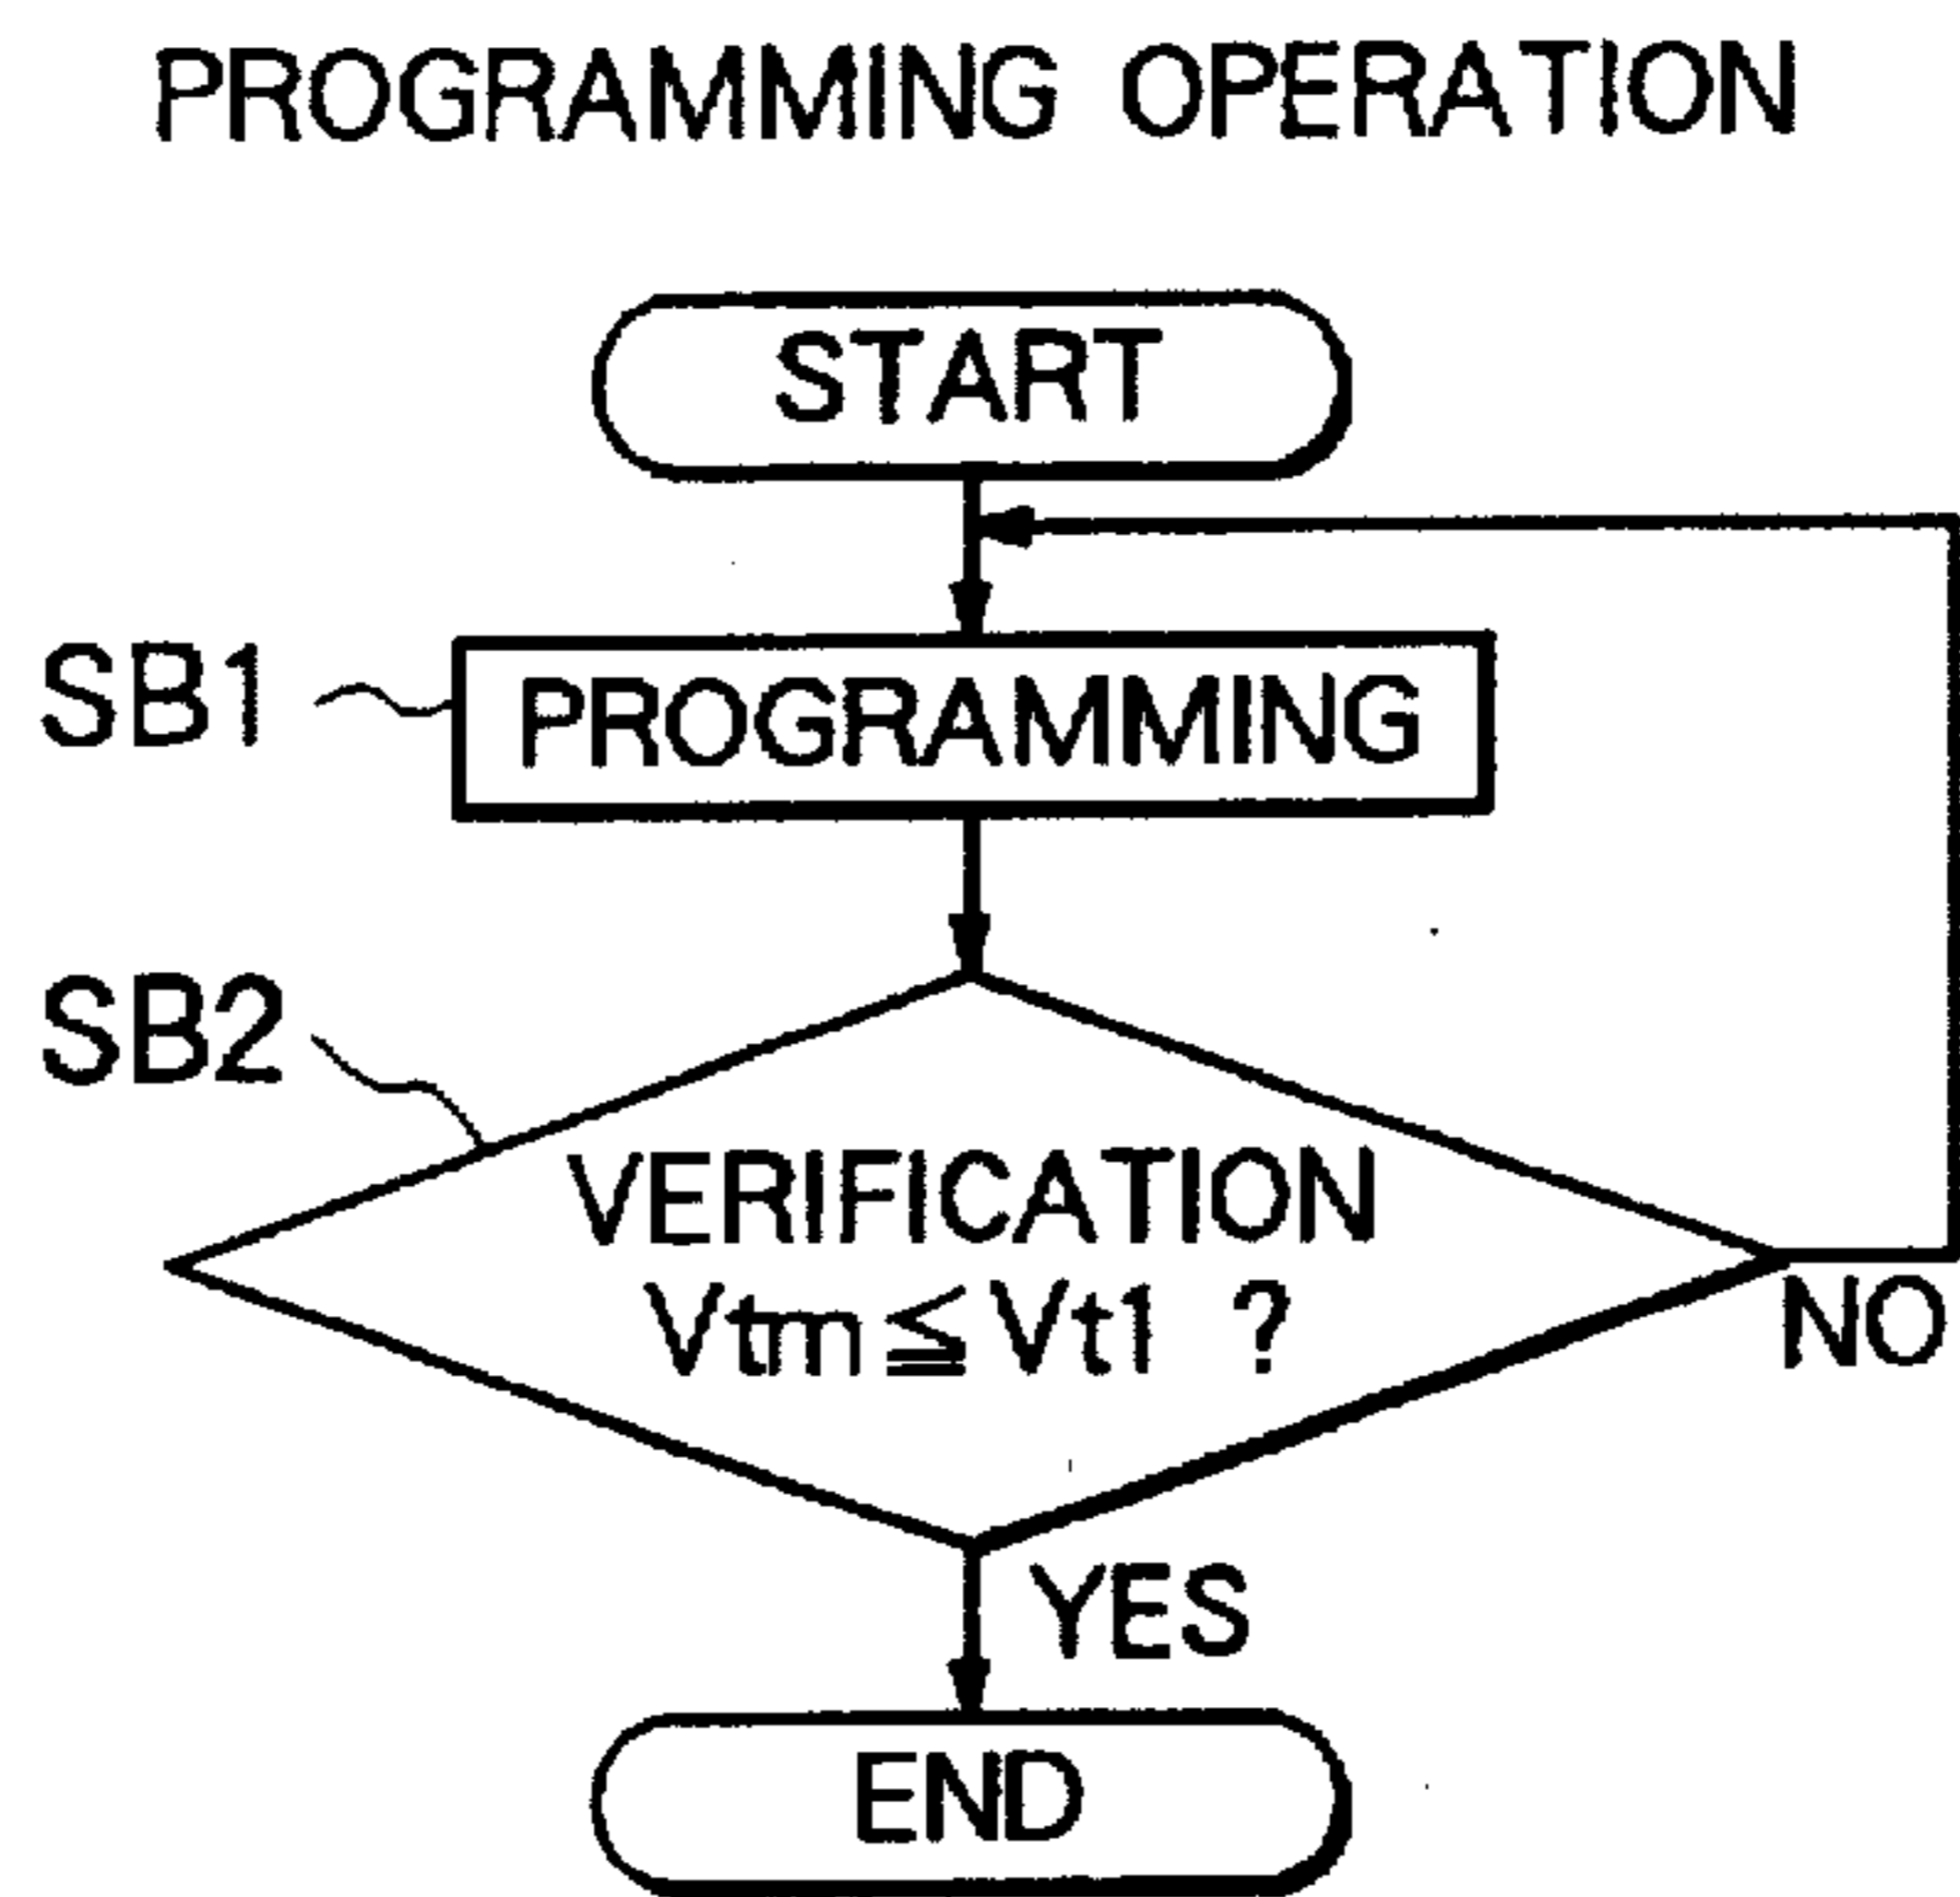 PROGRAMMING OPERATION
START
SB1
PROGRAMMING
SB2
VERIFICATION
Vtm≦Vt1 ?
NO
YES
END